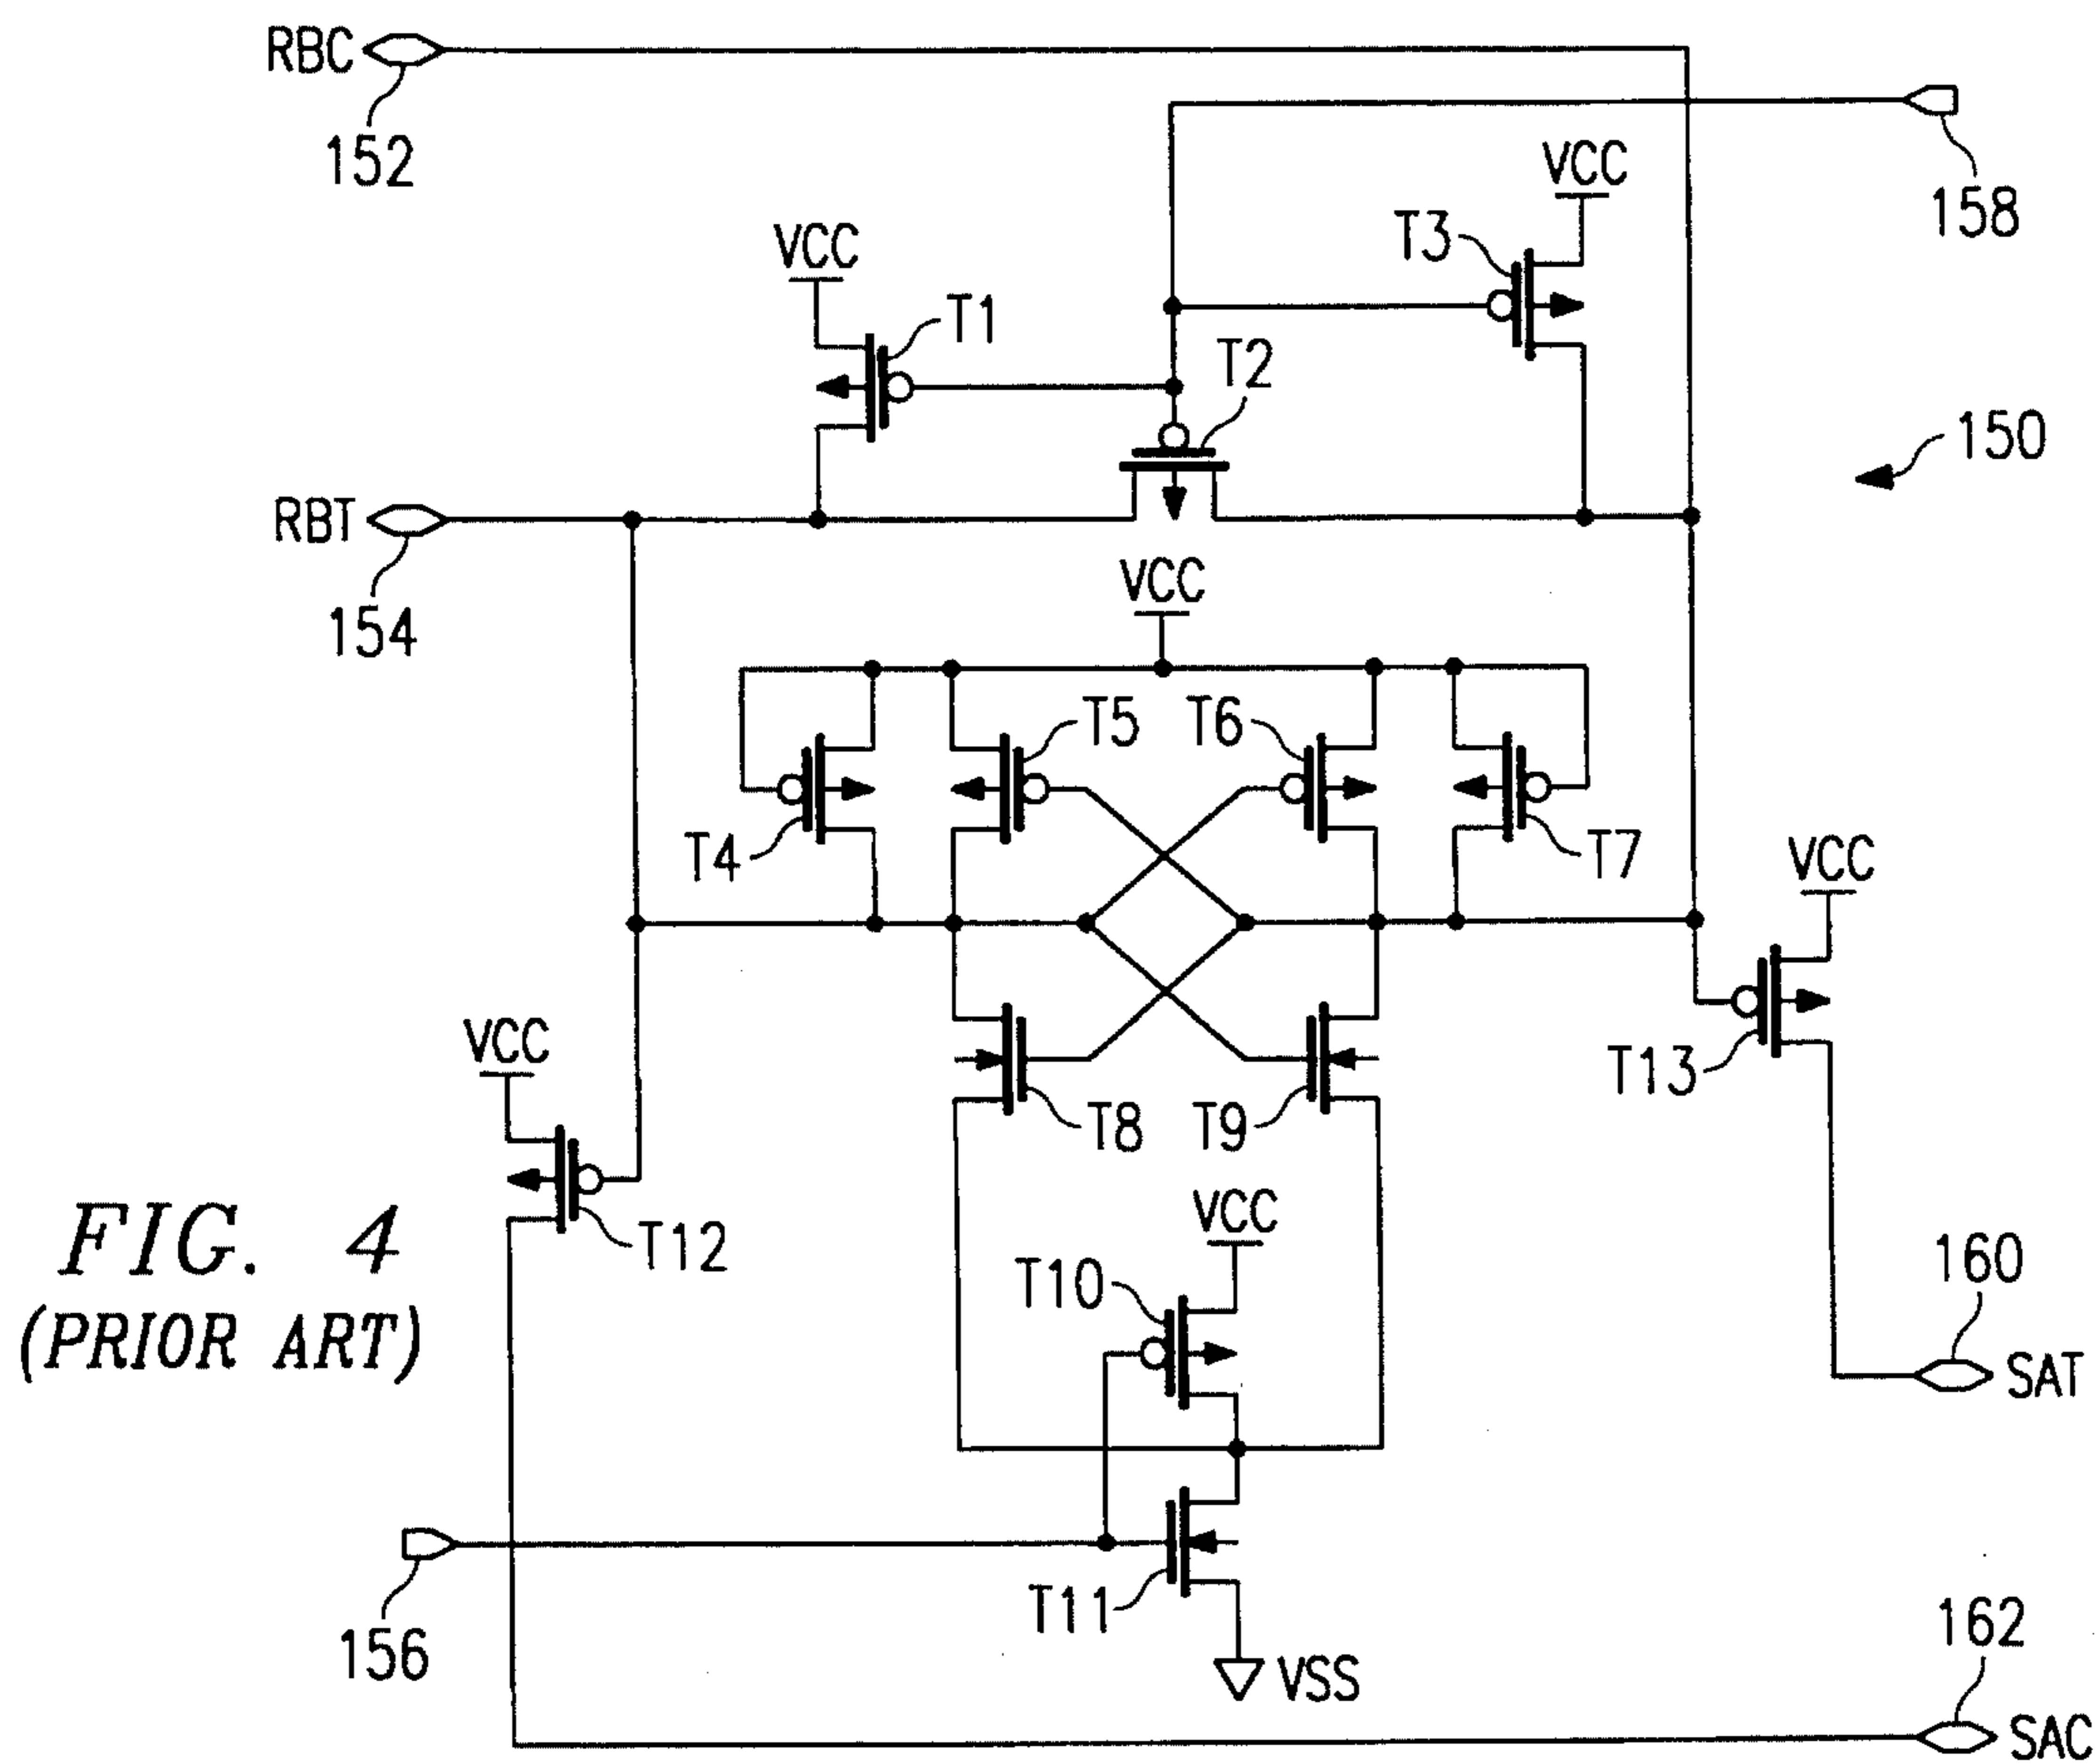 RBC
152
158
VCC
T3
VCC
T1
T2
150
RBT
154
VCC
T5
T6
T4
T7
VCC
VCC
T13
T8
T9
T12
VCC
T10
160
SAT
FIG. 4
(PRIOR ART)
T11
156
VSS
162
SAC